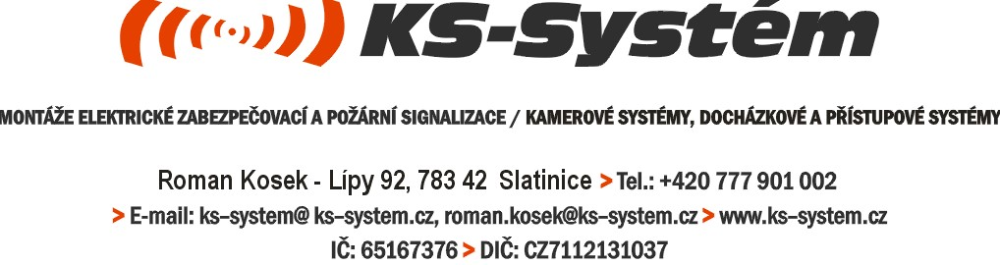 KS-Systém
MONTÁŽE ELEKTRICKÉ ZABEZPEČOVACÍ A POŽÁRNÍ SIGNALIZACE / KAMEROVÉ SYSTÉMY, DOCHÁZKOVÉ A PŘÍSTUPOVÉ SYSTÉMY
Roman Kosek - Lípy 92, 783 42 Slatinice > Tel.: +420 777 901 002
> E-mail: ks–system@ ks–system.cz, roman.kosek@ks–system.cz > www.ks–system.cz
IČ: 65167376 > DIČ: CZ7112131037